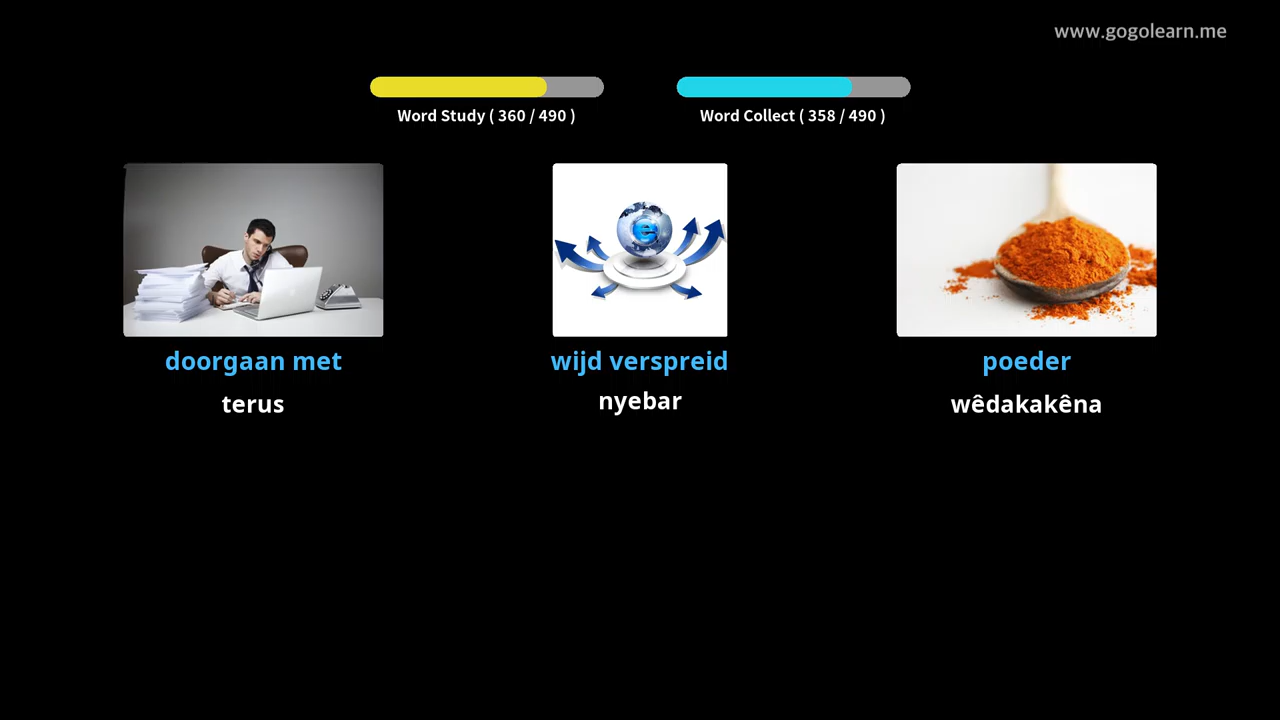 www.gogolearn.me
Word Study ( 360 / 490 )
Word Collect ( 358 / 490 )
e
doorgaan met
wijd verspreid
poeder
terus
nyebar
wêdakakêna